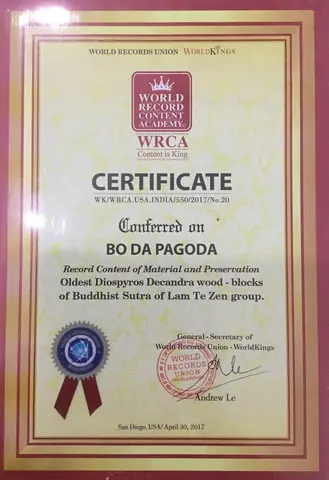 WORLD RECORDS UNION WORLDKINGS
WORLD
RECORD
CONTENT
ACADEMY
WRCA
Content is King
CERTIFICATE
WK/WRCA.USA.INDIA/550/2017/No.20
Conferred on
BO DA PAGODA
Record Content of Material and Preservation
Oldest Diospyros Decandra wood - blocks
of Buddhist Sutra of Lam Te Zen group.
General - Secretary of
World Records Union - WorldKings
WORLD
RECORDS
UNION
Andrew Le
San Diego, USA/ April 30, 2017